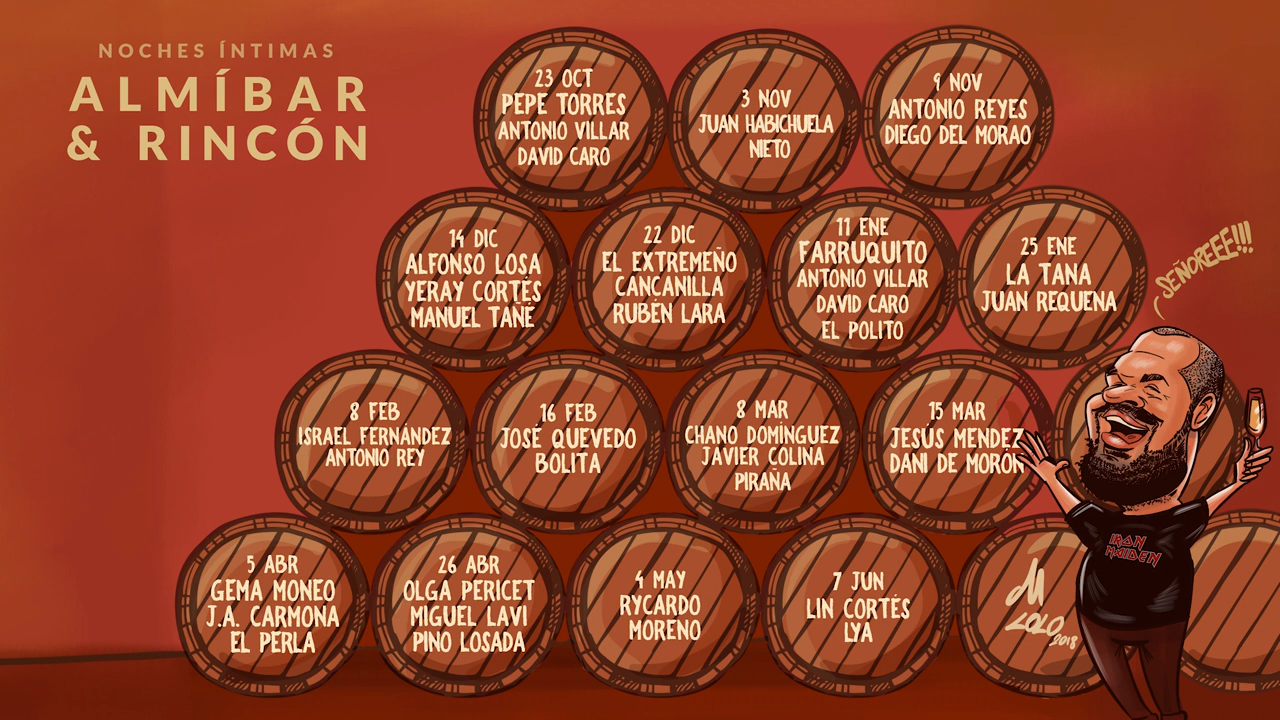 NOCHES ÍNTIMAS
ALMÍBAR
& RINCÓN
23 OCT
PEPE TORRES
ANTONIO VILLAR
DAVID CARO
3 NOV
JUAN HABICHUELA
NIETO
9 NOV
ANTONIO REYES
DIEGO DEL MORAO
14 DIC
ALFONSO LOSA
YERAY CORTÉS
MANUEL TAÑÉ
22 DIC
EL EXTREMEÑO
CANCANILLA
RUBÉN LARA
11 ENE
FARRUQUITO
ANTONIO VILLAR
DAVID CARO
EL POLITO
25 ENE
LA TANA
JUAN REQUENA
SEÑOREEE!!!
8 FEB
ISRAEL FERNÁNDEZ
ANTONIO REY
16 FEB
JOSÉ QUEVEDO
BOLITA
8 MAR
CHANO DOMÍNGUEZ
JAVIER COLINA
PIRAÑA
15 MAR
JESÚS MENDEZ
DANI DE MORÓN
IRON
MAIDEN
5 ABR
GEMA MONEO
J.A. CARMONA
EL PERLA
26 ABR
OLGA PERICET
MIGUEL LAVI
PINO LOSADA
4 MAY
RYCARDO
MORENO
7 JUN
LIN CORTÉS
LYA
LOLO
2018